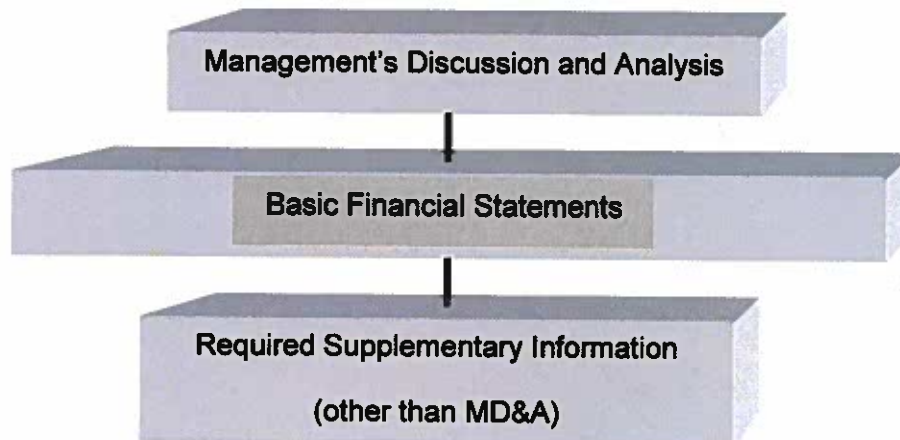 Management's Discussion and Analysis
Basic Financial Statements
Required Supplementary Information
(other than MD&A)